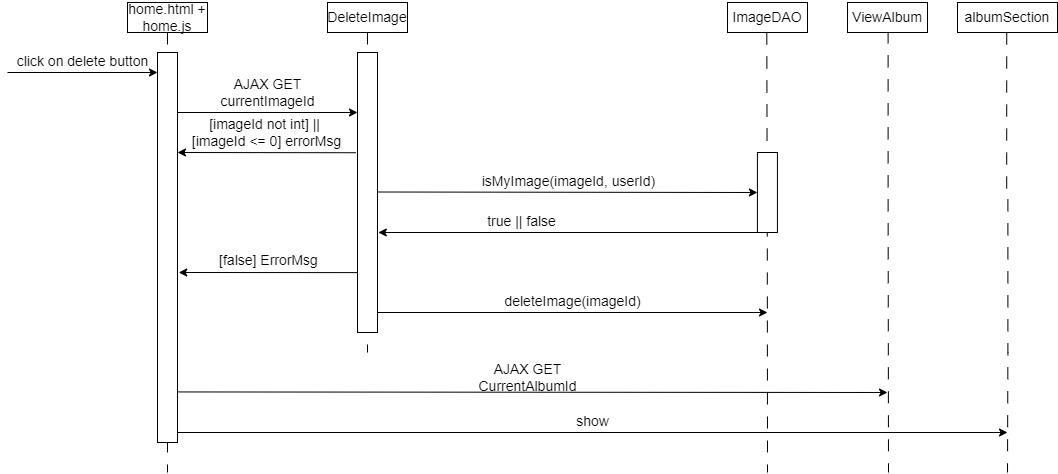 home.html +
home.js
DeleteImage
ImageDAO
ViewAlbum
albumSection
click on delete button
AJAX GET
currentImageId
[imageId not int] ||
[imageId <= 0] errorMsg
isMyImage(imageId, userId)
true || false
[false] ErrorMsg
deleteImage(imageId)
AJAX GET
CurrentAlbumId
show